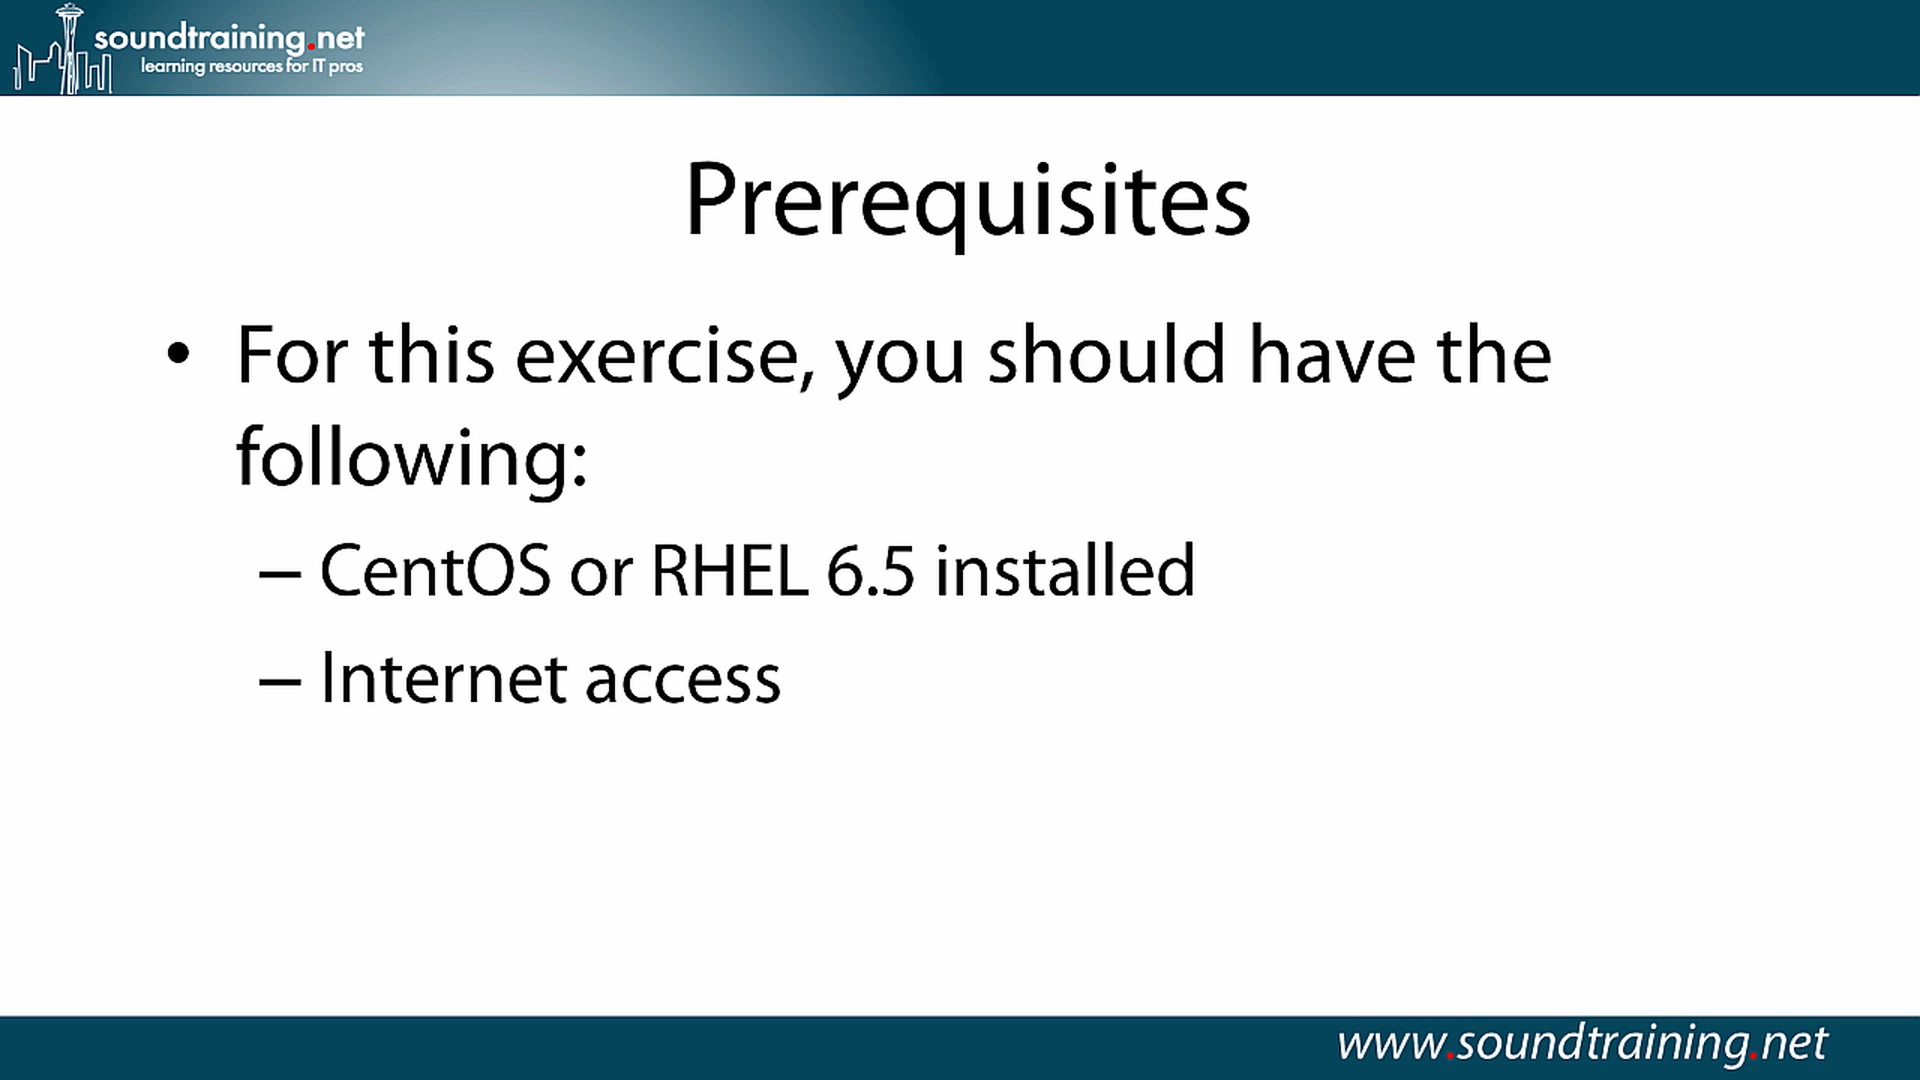 soundtraining.net
learning resources for IT pros
Prerequisites
• For this exercise, you should have the
following:
– CentOS or RHEL 6.5 installed
– Internet access
www.soundtraining.net